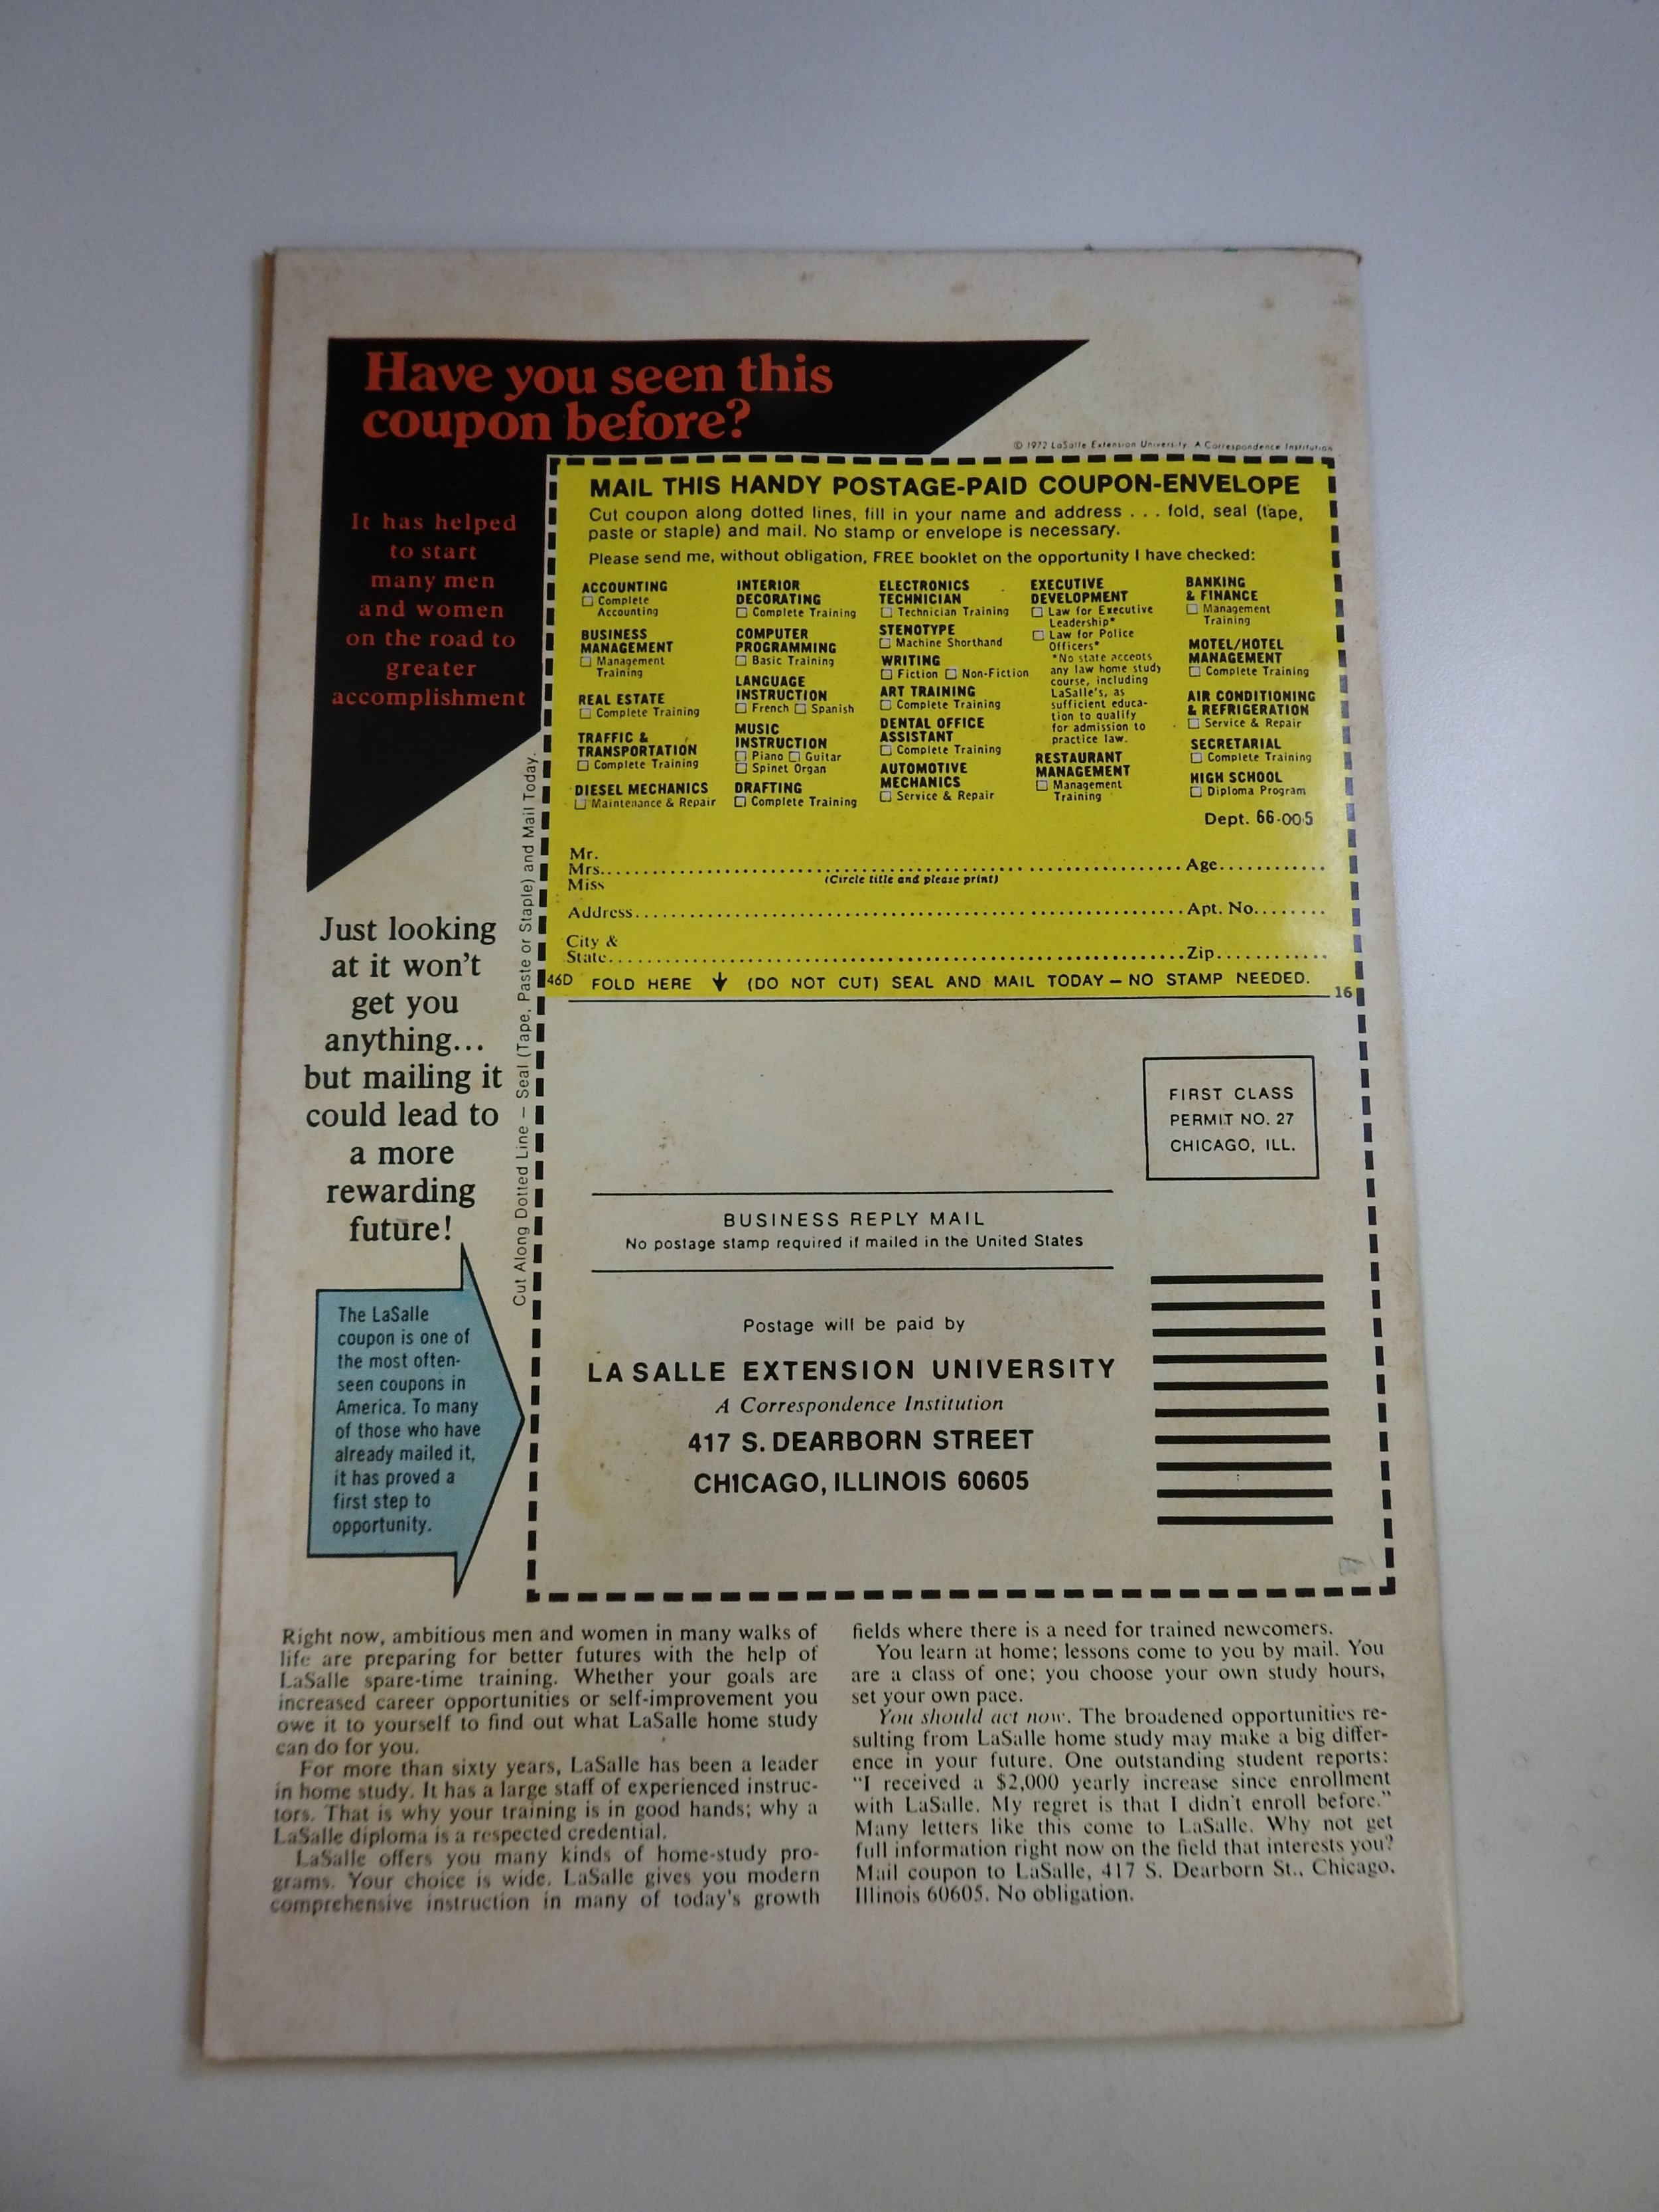 Have you seen this
coupon before?
© 1972 LaSalle Extension University A Correspondence Institution
It has helped
to start
many men
and women
on the road to
greater
accomplishment
MAIL THIS HANDY POSTAGE-PAID COUPON-ENVELOPE
Cut coupon along dotted lines, fill in your name and address . . . fold, seal (tape,
paste or staple) and mail. No stamp or envelope is necessary.
Please send me, without obligation, FREE booklet on the opportunity I have checked:
ACCOUNTING
Complete
Accounting
BUSINESS
MANAGEMENT
Management
Training
REAL ESTATE
Complete Training
TRAFFIC &
TRANSPORTATION
Complete Training
DIESEL MECHANICS
Maintenance & Repair
INTERIOR
DECORATING
Complete Training
COMPUTER
PROGRAMMING
Basic Training
LANGUAGE
INSTRUCTION
French Spanish
MUSIC
INSTRUCTION
Piano Guitar
Spinet Organ
DRAFTING
Complete Training
ELECTRONICS
TECHNICIAN
Technician Training
STENOTYPE
Machine Shorthand
WRITING
Fiction Non-Fiction
ART TRAINING
Complete Training
DENTAL OFFICE
ASSISTANT
Complete Training
AUTOMOTIVE
MECHANICS
Service & Repair
EXECUTIVE
DEVELOPMENT
Law for Executive
Leadership*
Law for Police
Officers*
*No state accepts
any law home study
course, including
LaSalle's, as
sufficient educa-
tion to qualify
for admission to
practice law.
RESTAURANT
MANAGEMENT
Management
Training
BANKING
& FINANCE
Management
Training
MOTEL/HOTEL
MANAGEMENT
Complete Training
AIR CONDITIONING
& REFRIGERATION
Service & Repair
SECRETARIAL
Complete Training
HIGH SCHOOL
Diploma Program
Dept. 66-005
Mr.
Mrs. Age
Miss
(Circle title and please print)
Address Apt. No.
City &
State Zip
46D FOLD HERE (DO NOT CUT) SEAL AND MAIL TODAY – NO STAMP NEEDED.
16
Cut Along Dotted Line – Seal (Tape, Paste or Staple) and Mail Today.
Just looking
at it won't
get you
anything...
but mailing it
could lead to
a more
rewarding
future!
FIRST CLASS
PERMIT NO. 27
CHICAGO, ILL.
BUSINESS REPLY MAIL
No postage stamp required if mailed in the United States
Postage will be paid by
LA SALLE EXTENSION UNIVERSITY
A Correspondence Institution
417 S. DEARBORN STREET
CHICAGO, ILLINOIS 60605
The LaSalle
coupon is one of
the most often-
seen coupons in
America. To many
of those who have
already mailed it,
it has proved a
first step to
opportunity.
Right now, ambitious men and women in many walks of
life are preparing for better futures with the help of
LaSalle spare-time training. Whether your goals are
increased career opportunities or self-improvement you
owe it to yourself to find out what LaSalle home study
can do for you.
For more than sixty years, LaSalle has been a leader
in home study. It has a large staff of experienced instruc-
tors. That is why your training is in good hands; why a
LaSalle diploma is a respected credential.
LaSalle offers you many kinds of home-study pro-
grams. Your choice is wide. LaSalle gives you modern
comprehensive instruction in many of today's growth
fields where there is a need for trained newcomers.
You learn at home; lessons come to you by mail. You
are a class of one; you choose your own study hours,
set your own pace.
You should act now. The broadened opportunities re-
sulting from LaSalle home study may make a big differ-
ence in your future. One outstanding student reports:
"I received a $2,000 yearly increase since enrollment
with LaSalle. My regret is that I didn't enroll before."
Many letters like this come to LaSalle. Why not get
full information right now on the field that interests you?
Mail coupon to LaSalle, 417 S. Dearborn St., Chicago,
Illinois 60605. No obligation.